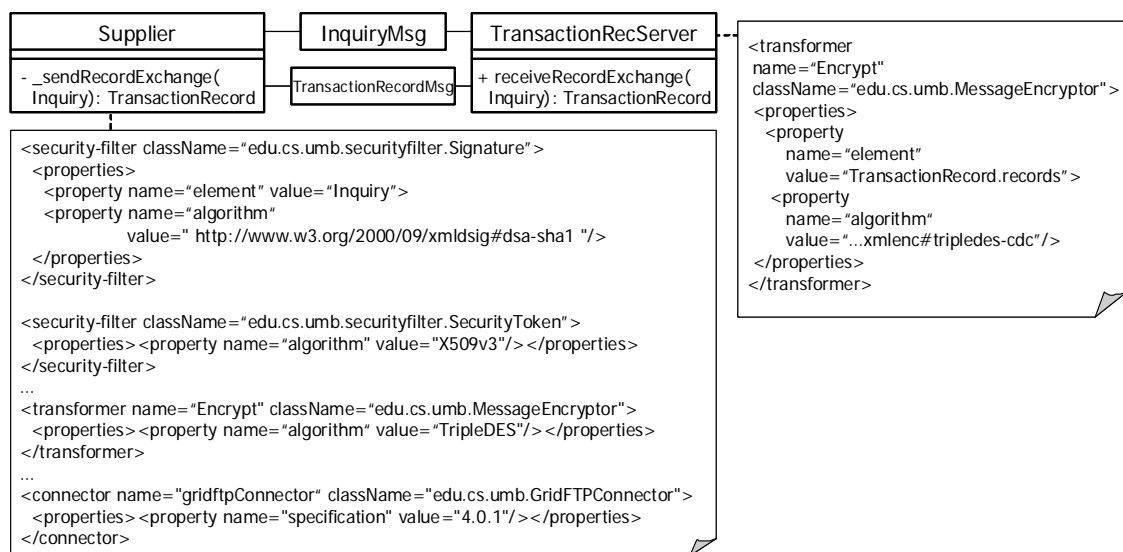 Supplier
InquiryMsg
TransactionRecServer
- _sendRecordExchange(
Inquiry): TransactionRecord
TransactionRecordMsg
+ receiveRecordExchange(
Inquiry): TransactionRecord
<transformer
name=“Encrypt"
className=“edu.cs.umb.MessageEncryptor">
<properties>
<property
name=“element”
value=“TransactionRecord.records”>
<property
name=“algorithm“
value=“…xmlenc#tripledes-cdc"/>
</properties>
</transformer>
<security-filter className=“edu.cs.umb.securityfilter.Signature”>
<properties>
<property name=“element” value=“Inquiry”>
<property name=“algorithm“
value=" http://www.w3.org/2000/09/xmldsig#dsa-sha1 "/>
</properties>
</security-filter>
<security-filter className=“edu.cs.umb.securityfilter.SecurityToken”>
<properties><property name=“algorithm" value="X509v3"/></properties>
</security-filter>
…
<transformer name=“Encrypt" className=“edu.cs.umb.MessageEncryptor">
<properties><property name=“algorithm“ value=“TripleDES"/></properties>
</transformer>
…
<connector name="gridftpConnector“ className="edu.cs.umb.GridFTPConnector">
<properties><property name="specification" value="4.0.1"/></properties>
</connector>